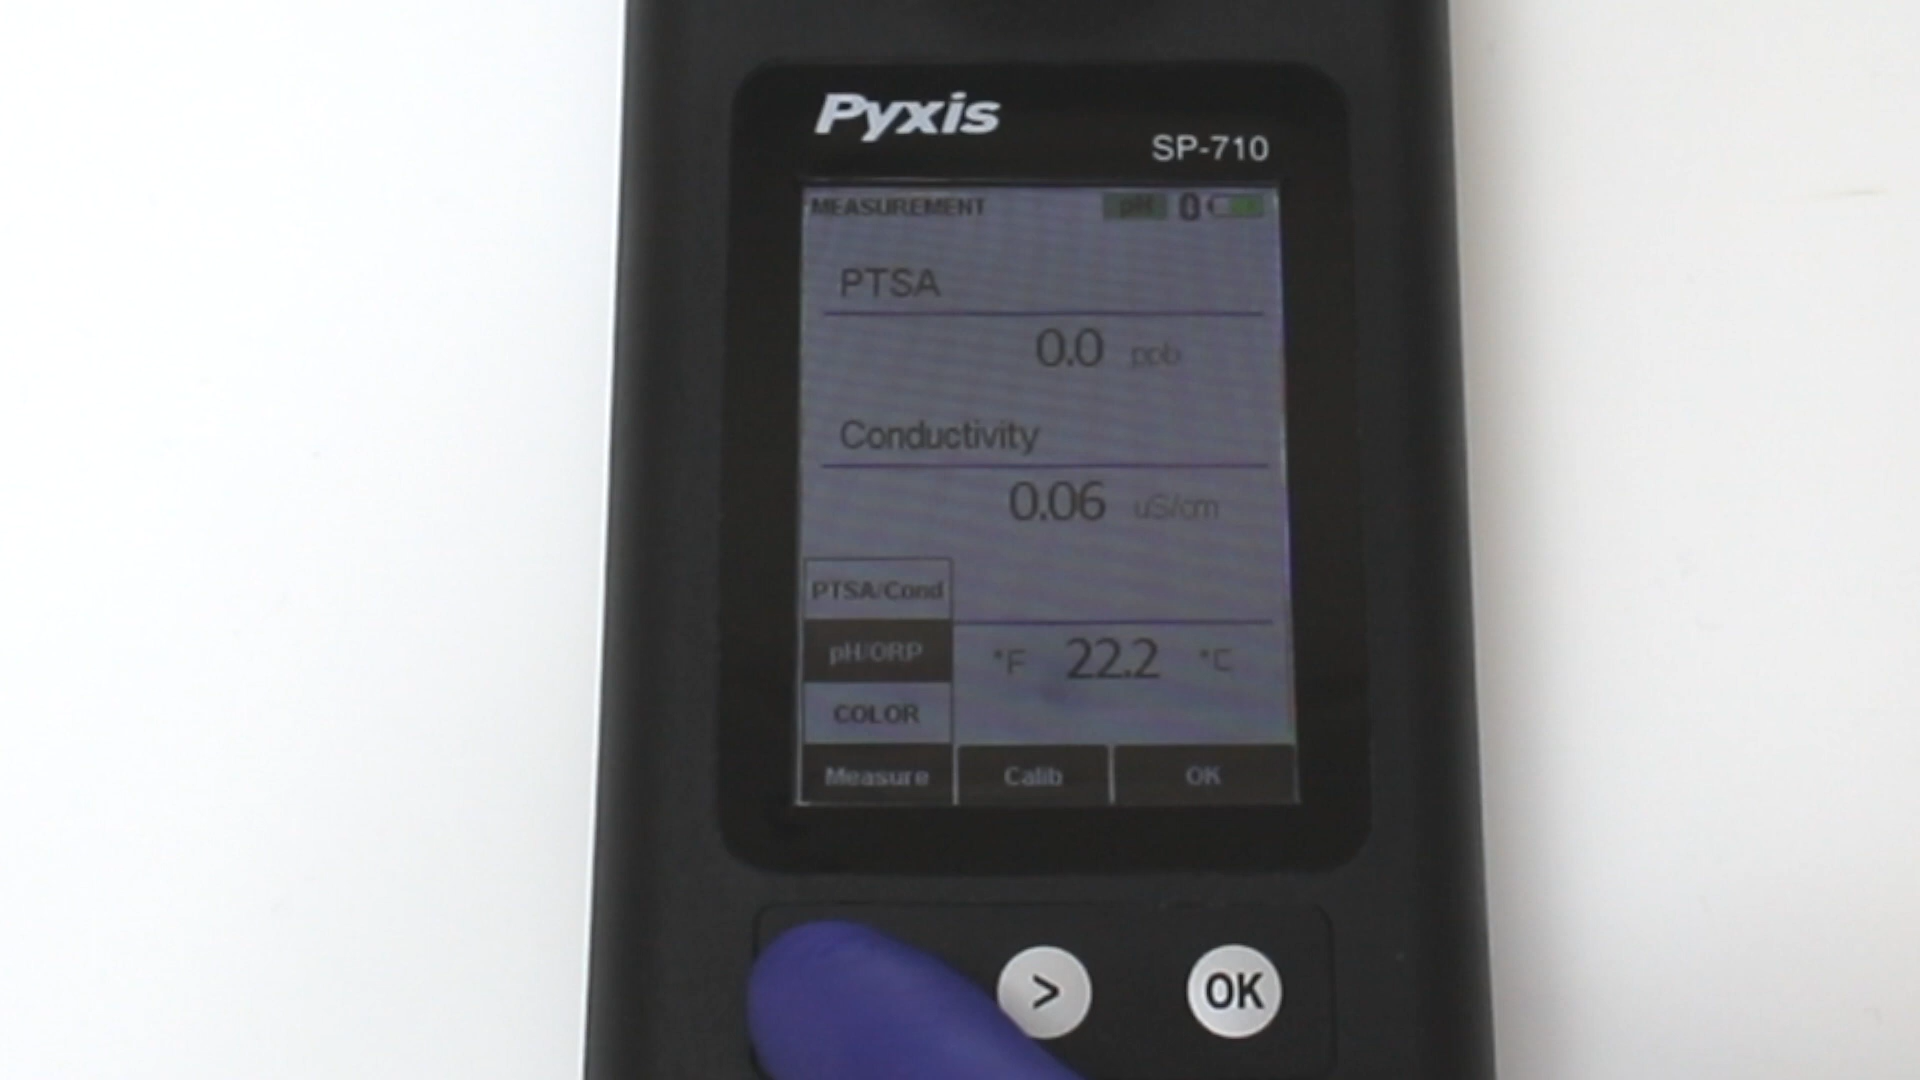 Pyxis
SP-710
MEASUREMENT pH 0
PTSA
0.0 ppb
Conductivity
0.06 uS/cm
PTSA/Cond
pH/ORP
°F 22.2 °C
COLOR
Measure Calib OK
> OK